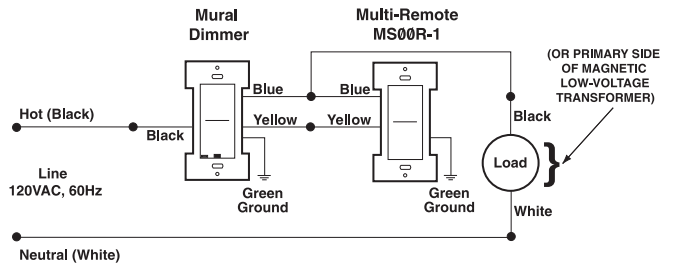 Mural
Dimmer
Multi-Remote
MS00R-1
(OR PRIMARY SIDE
OF MAGNETIC
LOW-VOLTAGE
TRANSFORMER)
Blue
Blue
Hot (Black)
Black
Yellow
Yellow
Black
Line
120VAC, 60Hz
Load
Green
Ground
Green
Ground
White
Neutral (White)